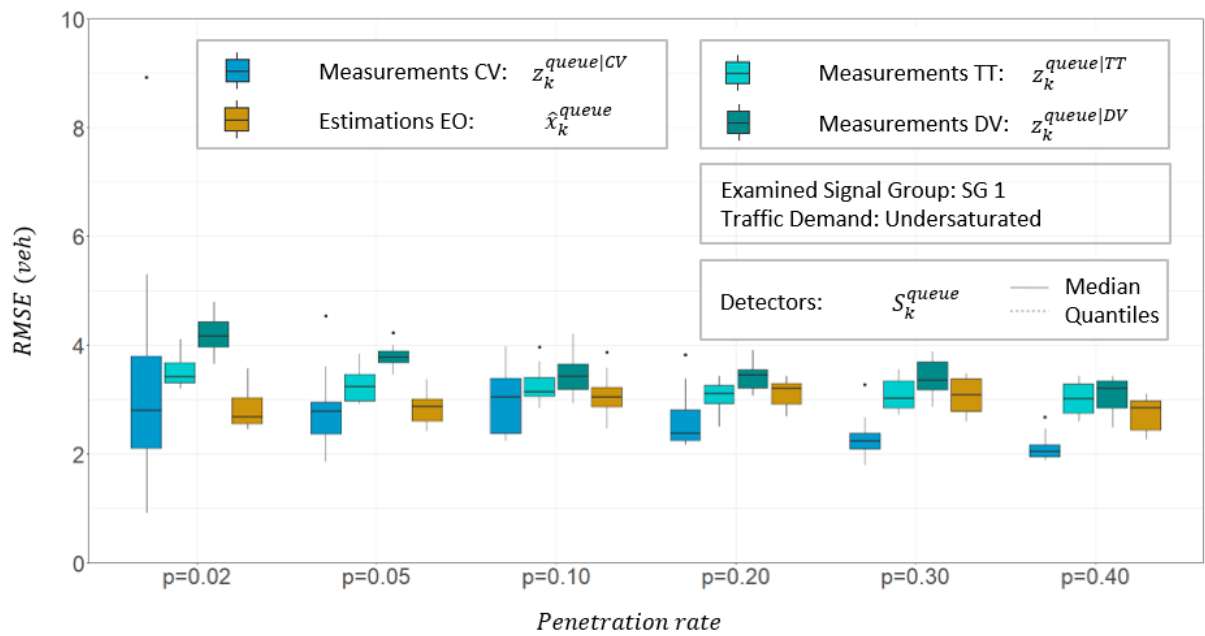 10
8
6
4
2
0
RMSE (veh)
Measurements CV: z_k^{queue|CV}
Estimations EO: x̂_k^{queue}
Measurements TT: z_k^{queue|TT}
Measurements DV: z_k^{queue|DV}
Examined Signal Group: SG 1
Traffic Demand: Undersaturated
Detectors: S_k^{queue}
Median
Quantiles
p=0.02 p=0.05 p=0.10 p=0.20 p=0.30 p=0.40
Penetration rate